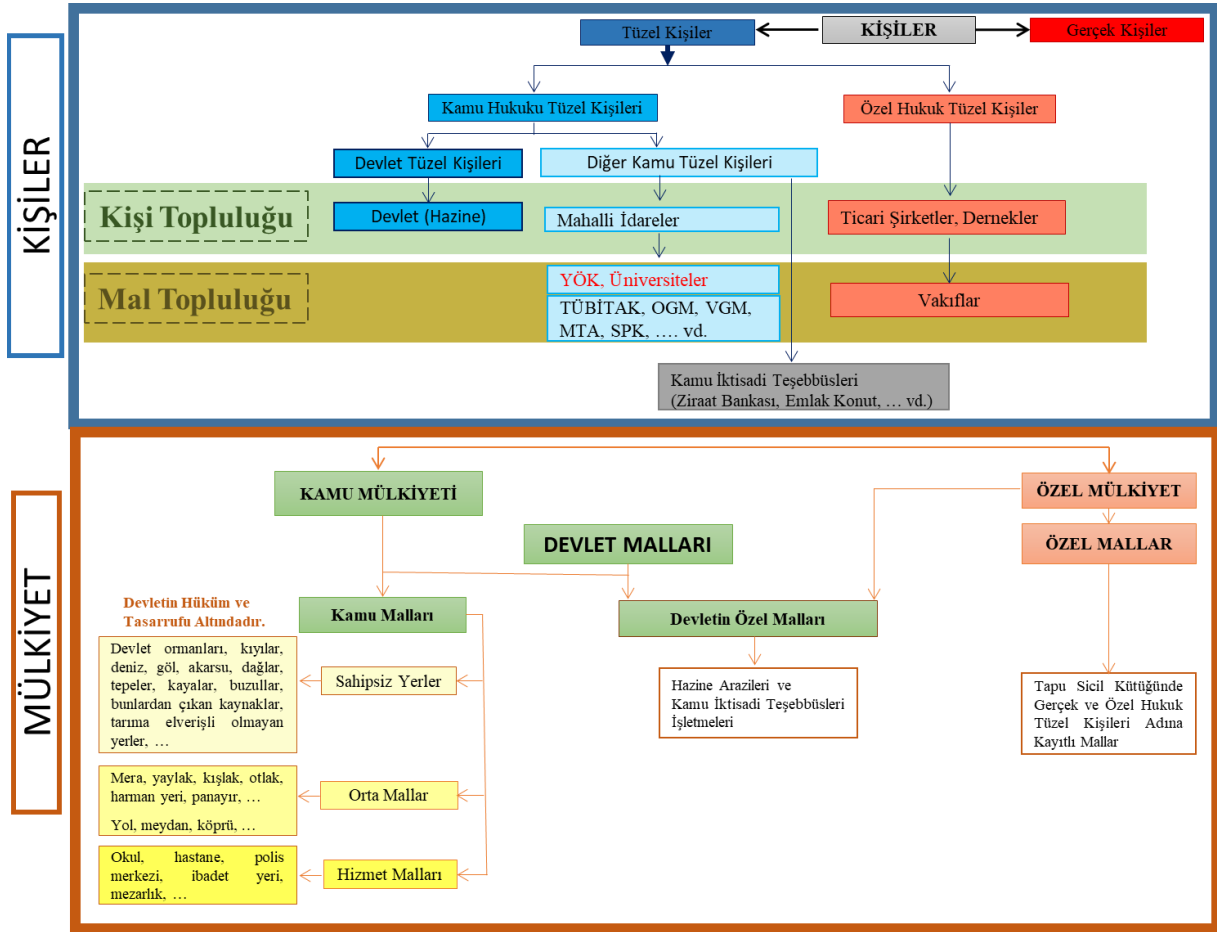 KİŞİLER
Tüzel Kişiler
KİŞİLER
Gerçek Kişiler
Kamu Hukuku Tüzel Kişileri
Özel Hukuk Tüzel Kişiler
Devlet Tüzel Kişileri
Diğer Kamu Tüzel Kişileri
Kişi Topluluğu
Devlet (Hazine)
Mahalli İdareler
Ticari Şirketler, Dernekler
Mal Topluluğu
YÖK, Üniversiteler
TÜBİTAK, OGM, VGM,
MTA, SPK, .... vd.
Vakıflar
Kamu İktisadi Teşebbüsleri
(Ziraat Bankası, Emlak Konut, … vd.)
MÜLKİYET
KAMU MÜLKİYETİ
ÖZEL MÜLKİYET
DEVLET MALLARI
ÖZEL MALLAR
Devletin Hüküm ve
Tasarrufu Altındadır.
Kamu Malları
Devletin Özel Malları
Devlet ormanları, kıyılar,
deniz, göl, akarsu, dağlar,
tepeler, kayalar, buzullar,
bunlardan çıkan kaynaklar,
tarıma elverişli olmayan
yerler, …
Sahipsiz Yerler
Hazine Arazileri ve
Kamu İktisadi Teşebbüsleri
İşletmeleri
Tapu Sicil Kütüğünde
Gerçek ve Özel Hukuk
Tüzel Kişileri Adına
Kayıtlı Mallar
Mera, yaylak, kışlak, otlak,
harman yeri, panayır, …
Yol, meydan, köprü, …
Orta Mallar
Okul, hastane, polis
merkezi, ibadet yeri,
mezarlık, …
Hizmet Malları